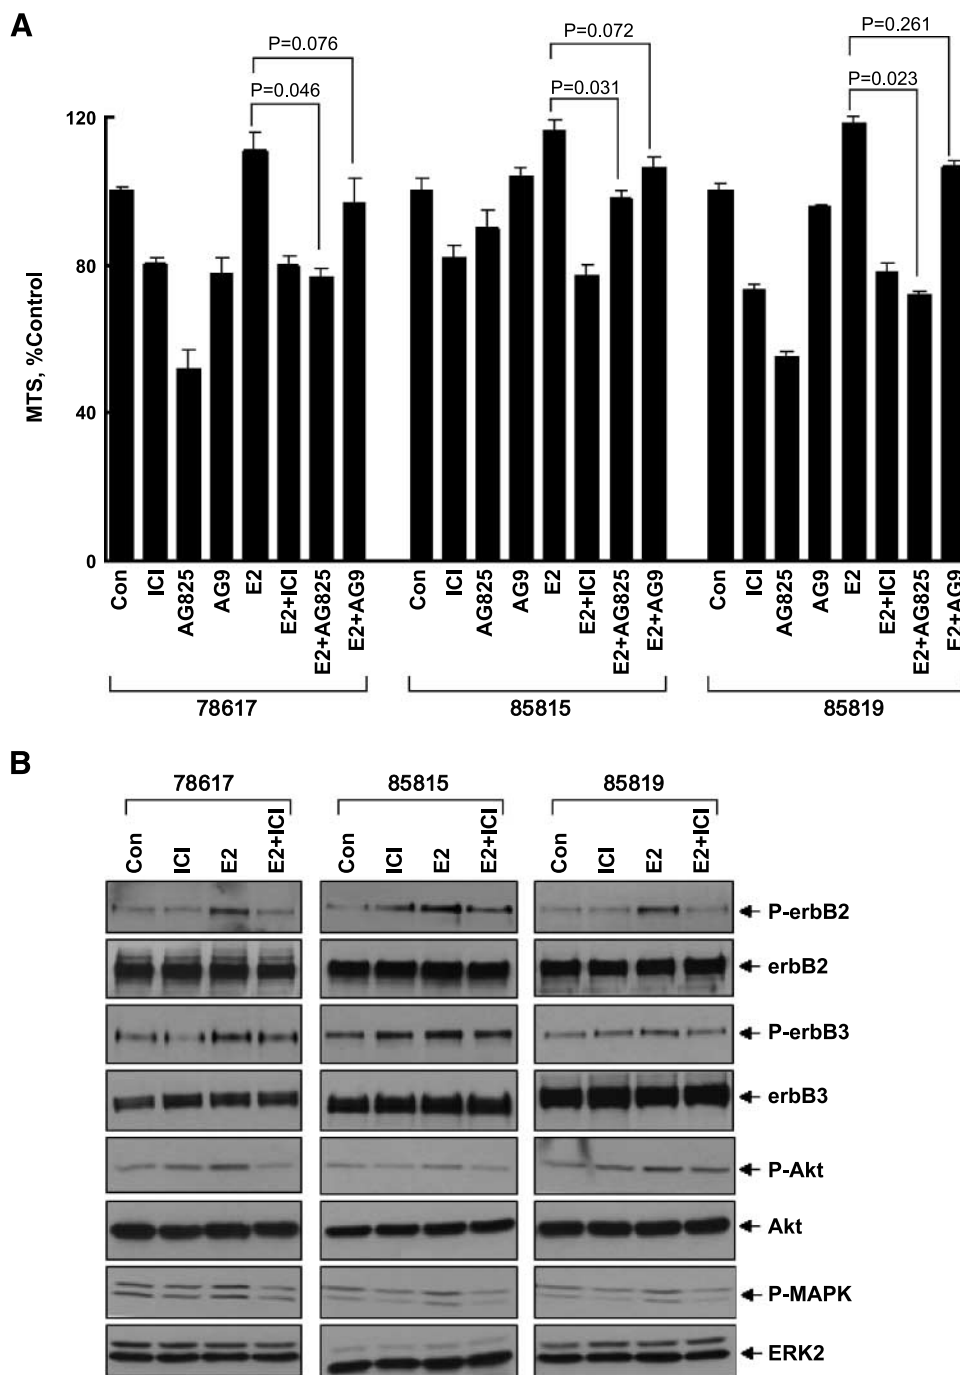 A
P=0.076
P=0.046
P=0.072
P=0.031
P=0.261
P=0.023
MTS, %Control
120
80
40
0
Con ICI AG825 AG9 E2 E2+ICI E2+AG825 E2+AG9
Con ICI AG825 AG9 E2 E2+ICI E2+AG825 E2+AG9
Con ICI AG825 AG9 E2 E2+ICI E2+AG825 E2+AG9
78617 85815 85819
B
78617 85815 85819
Con ICI E2 E2+ICI Con ICI E2 E2+ICI Con ICI E2 E2+ICI
P-erbB2
erbB2
P-erbB3
erbB3
P-Akt
Akt
P-MAPK
ERK2